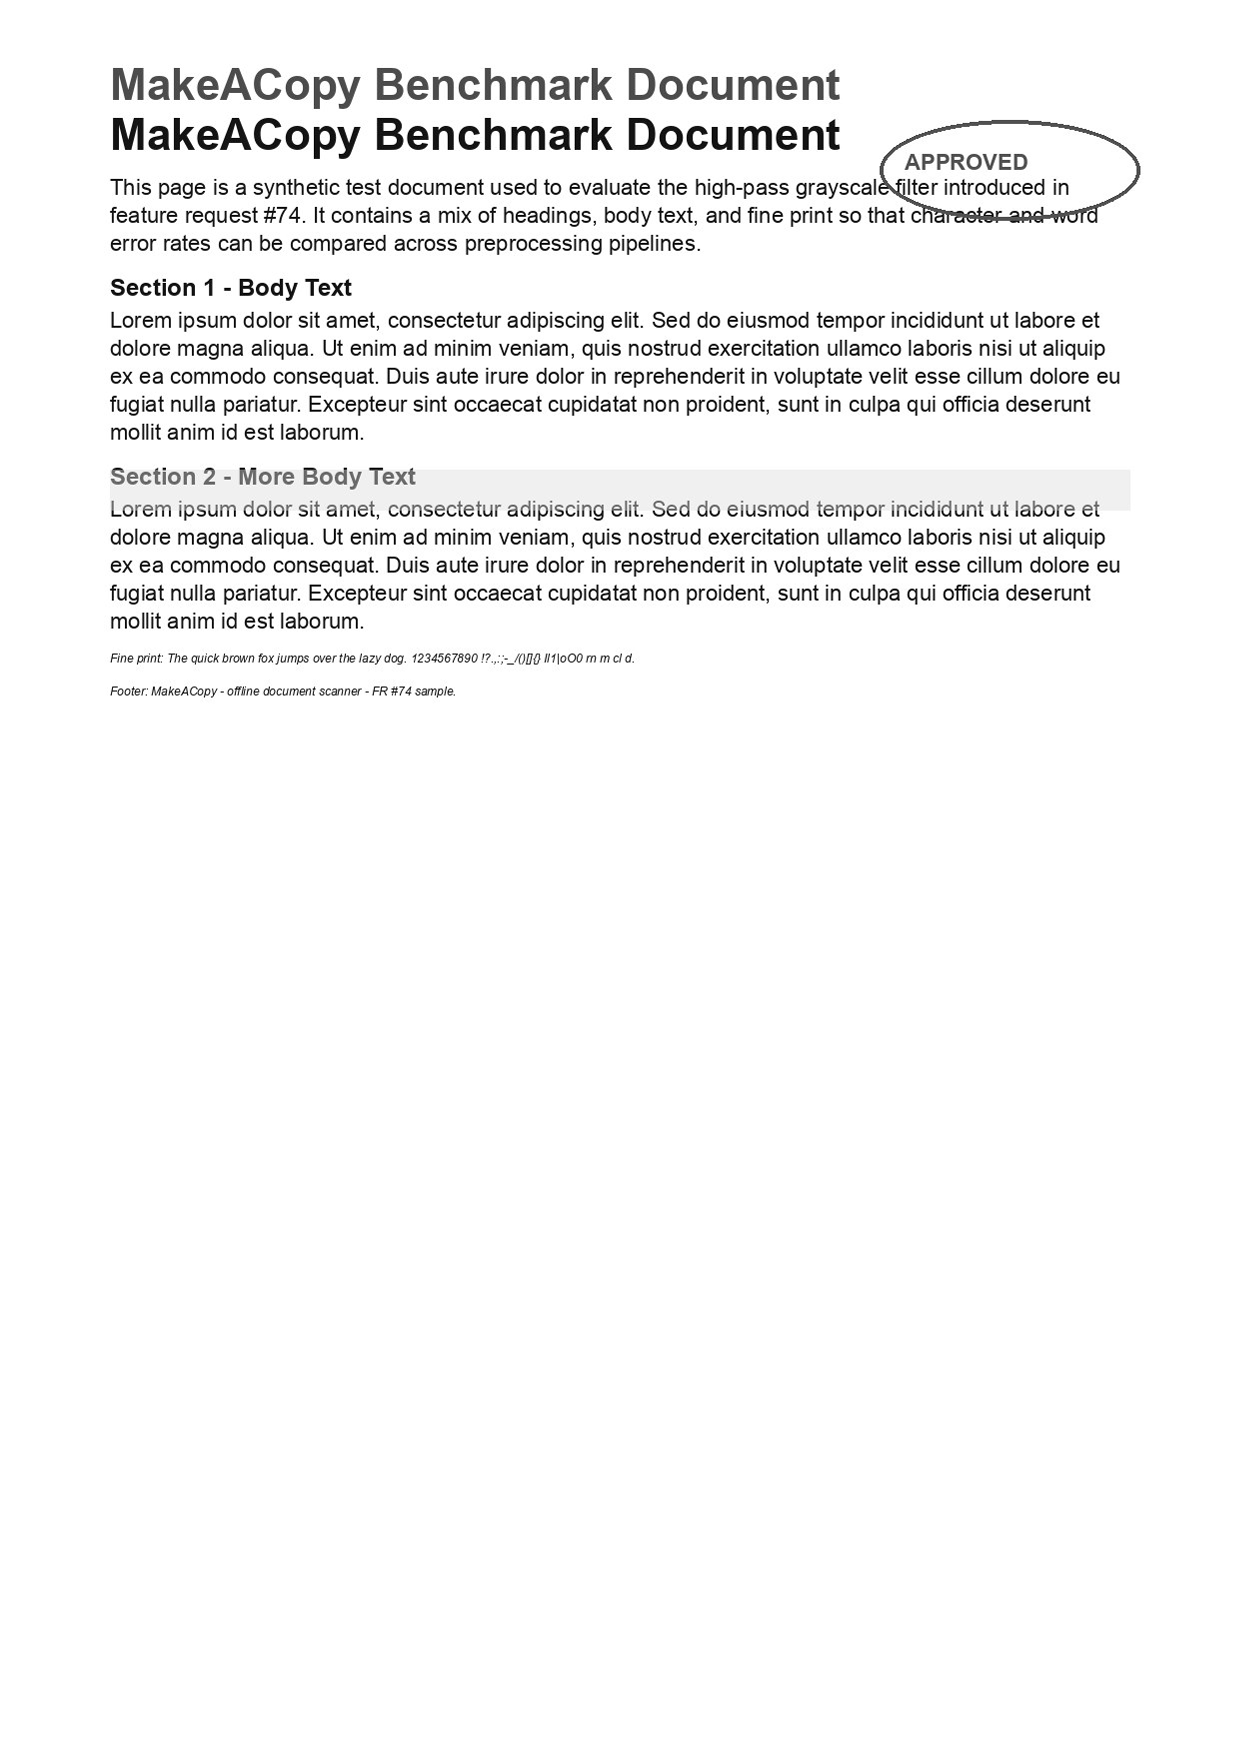 MakeACopy Benchmark Document
MakeACopy Benchmark Document
APPROVED
This page is a synthetic test document used to evaluate the high-pass grayscale filter introduced in
feature request #74. It contains a mix of headings, body text, and fine print so that character and word
error rates can be compared across preprocessing pipelines.
Section 1 - Body Text
Lorem ipsum dolor sit amet, consectetur adipiscing elit. Sed do eiusmod tempor incididunt ut labore et
dolore magna aliqua. Ut enim ad minim veniam, quis nostrud exercitation ullamco laboris nisi ut aliquip
ex ea commodo consequat. Duis aute irure dolor in reprehenderit in voluptate velit esse cillum dolore eu
fugiat nulla pariatur. Excepteur sint occaecat cupidatat non proident, sunt in culpa qui officia deserunt
mollit anim id est laborum.
Section 2 - More Body Text
Lorem ipsum dolor sit amet, consectetur adipiscing elit. Sed do eiusmod tempor incididunt ut labore et
dolore magna aliqua. Ut enim ad minim veniam, quis nostrud exercitation ullamco laboris nisi ut aliquip
ex ea commodo consequat. Duis aute irure dolor in reprehenderit in voluptate velit esse cillum dolore eu
fugiat nulla pariatur. Excepteur sint occaecat cupidatat non proident, sunt in culpa qui officia deserunt
mollit anim id est laborum.
Fine print: The quick brown fox jumps over the lazy dog. 1234567890 !?.,:;-_/()[]{} Il1|oO0 rn m cl d.
Footer: MakeACopy - offline document scanner - FR #74 sample.